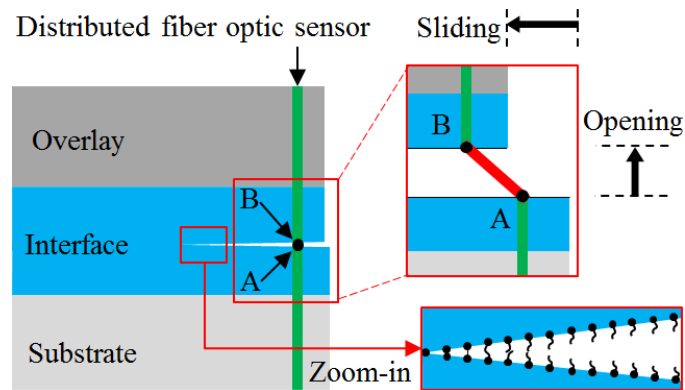 Distributed fiber optic sensor
Sliding
Overlay
B
Opening
B
Interface
A
A
Substrate
Zoom-in